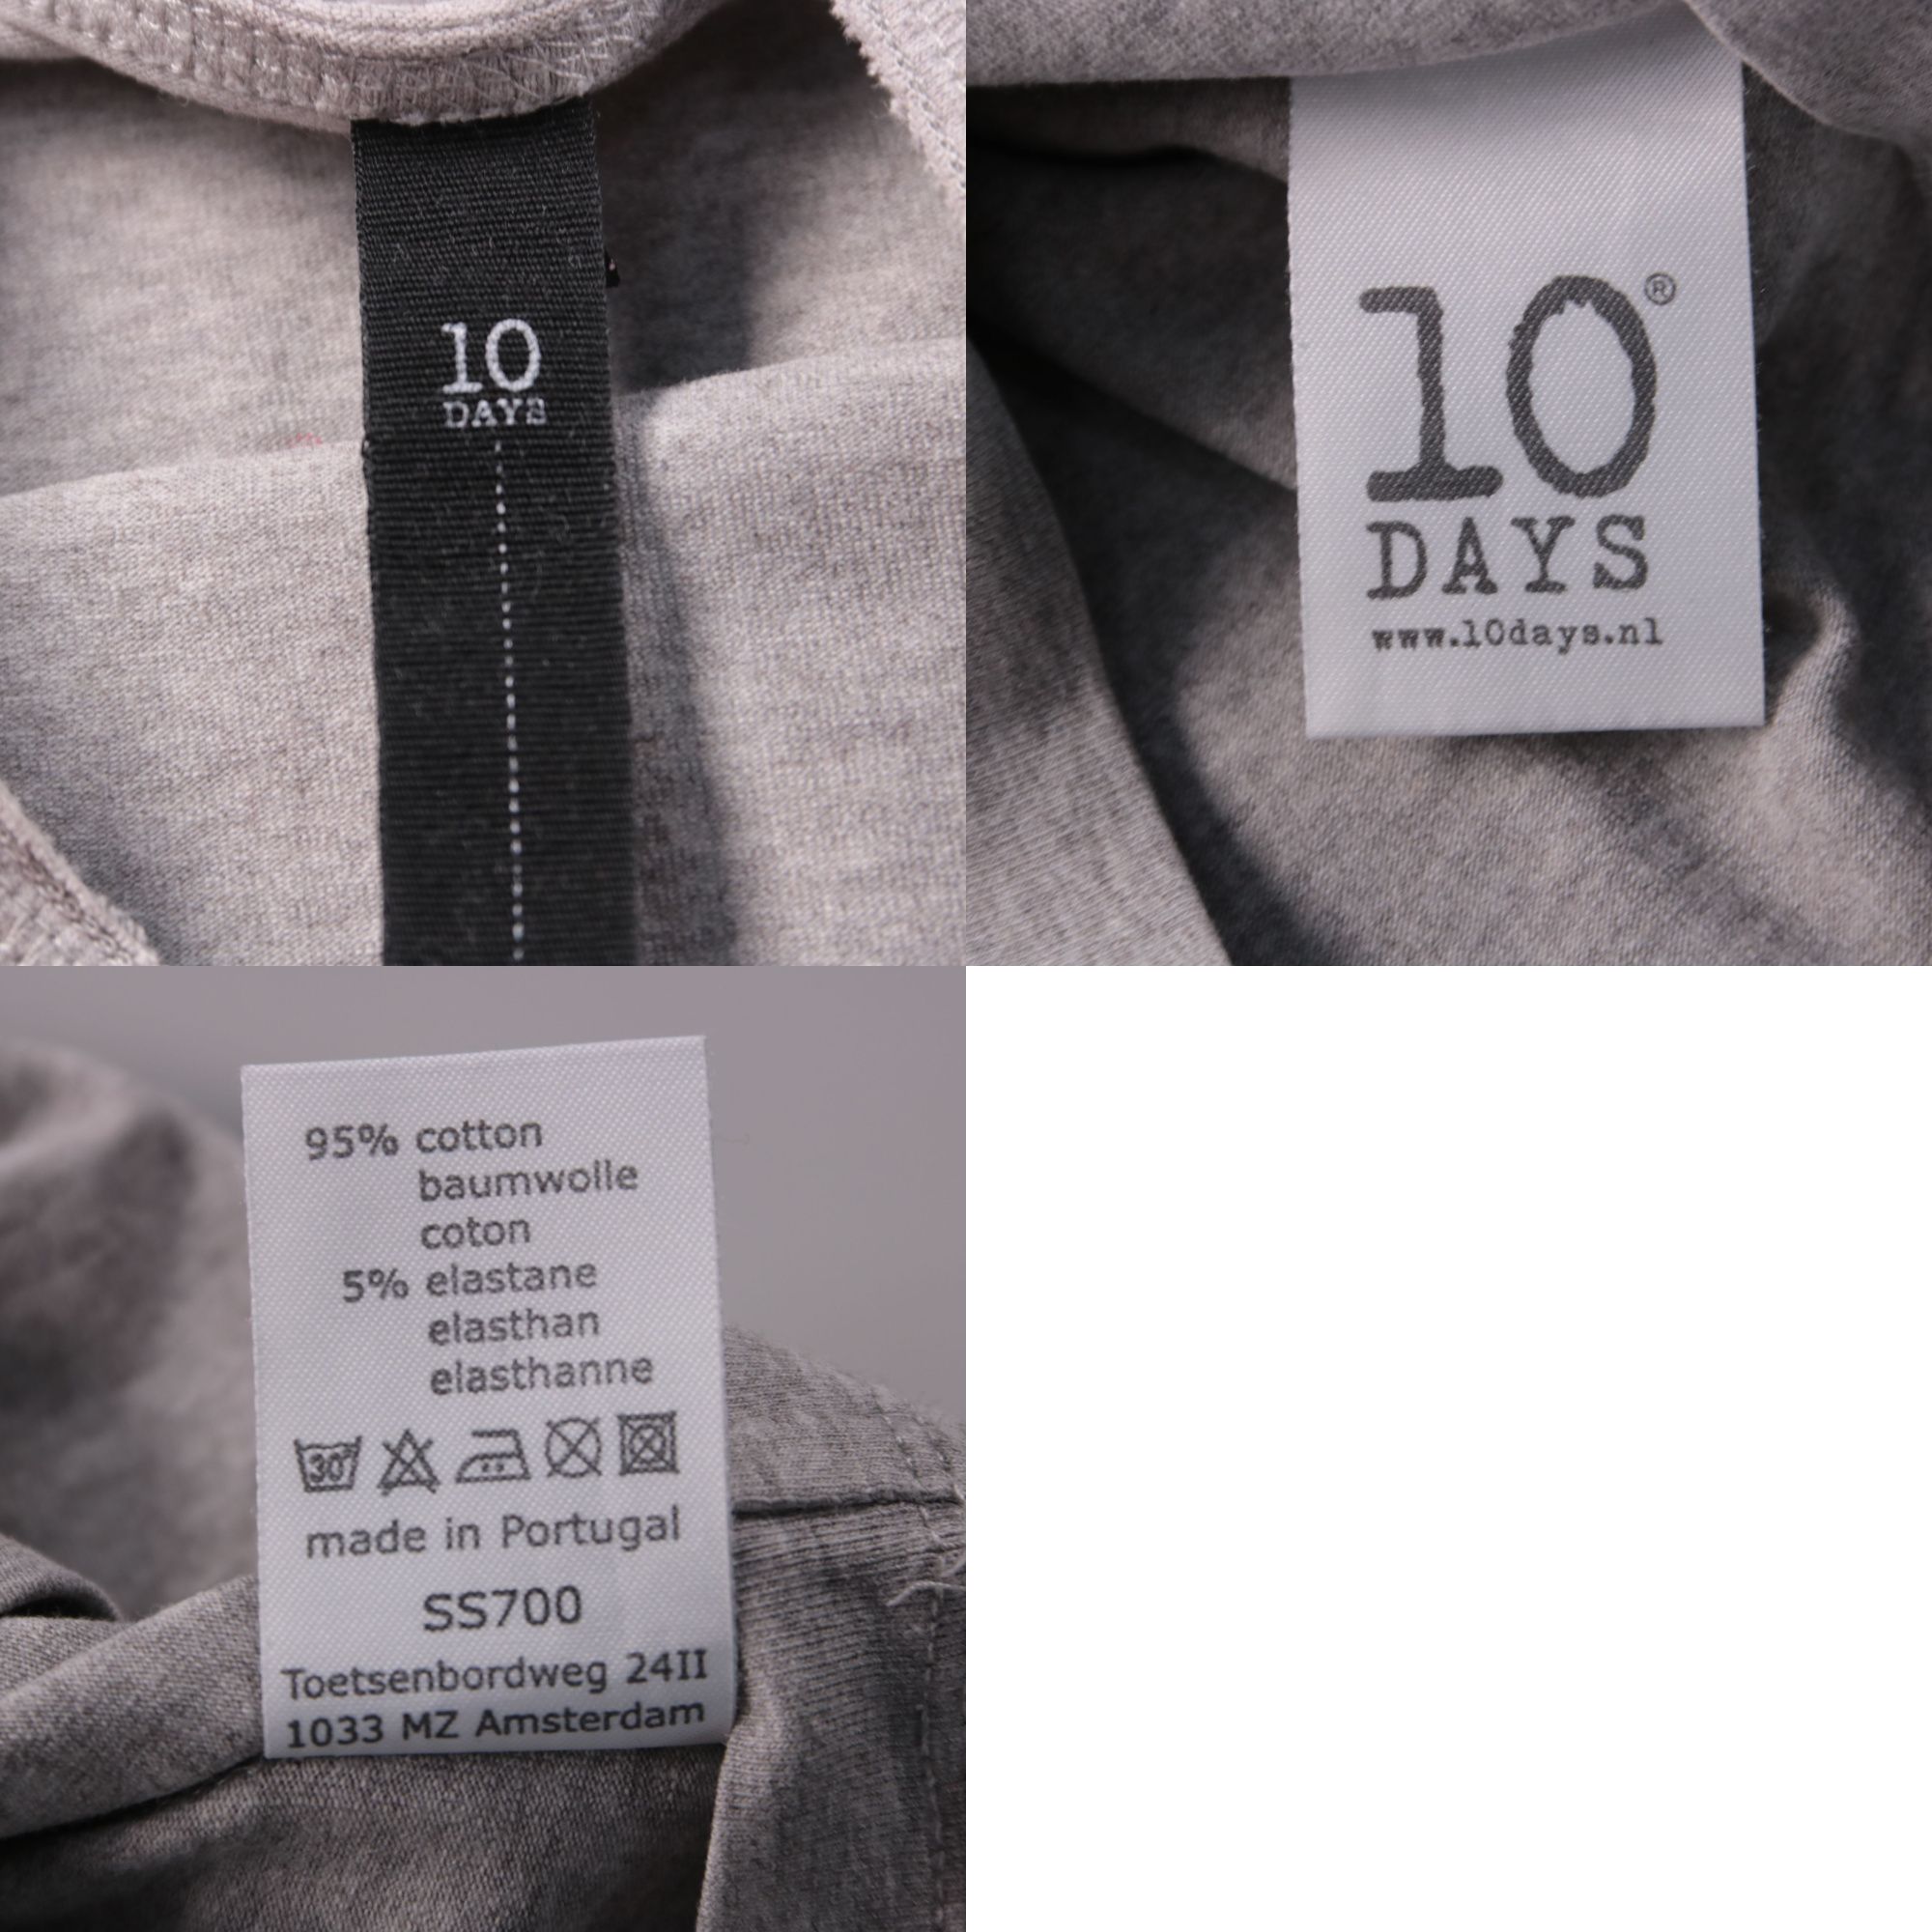 10
DAYS
10®
DAYS
www.10days.nl
95% cotton
baumwolle
coton
5% elastane
elasthan
elasthanne
30°
made in Portugal
SS700
Toetsenbordweg 24II
1033 MZ Amsterdam